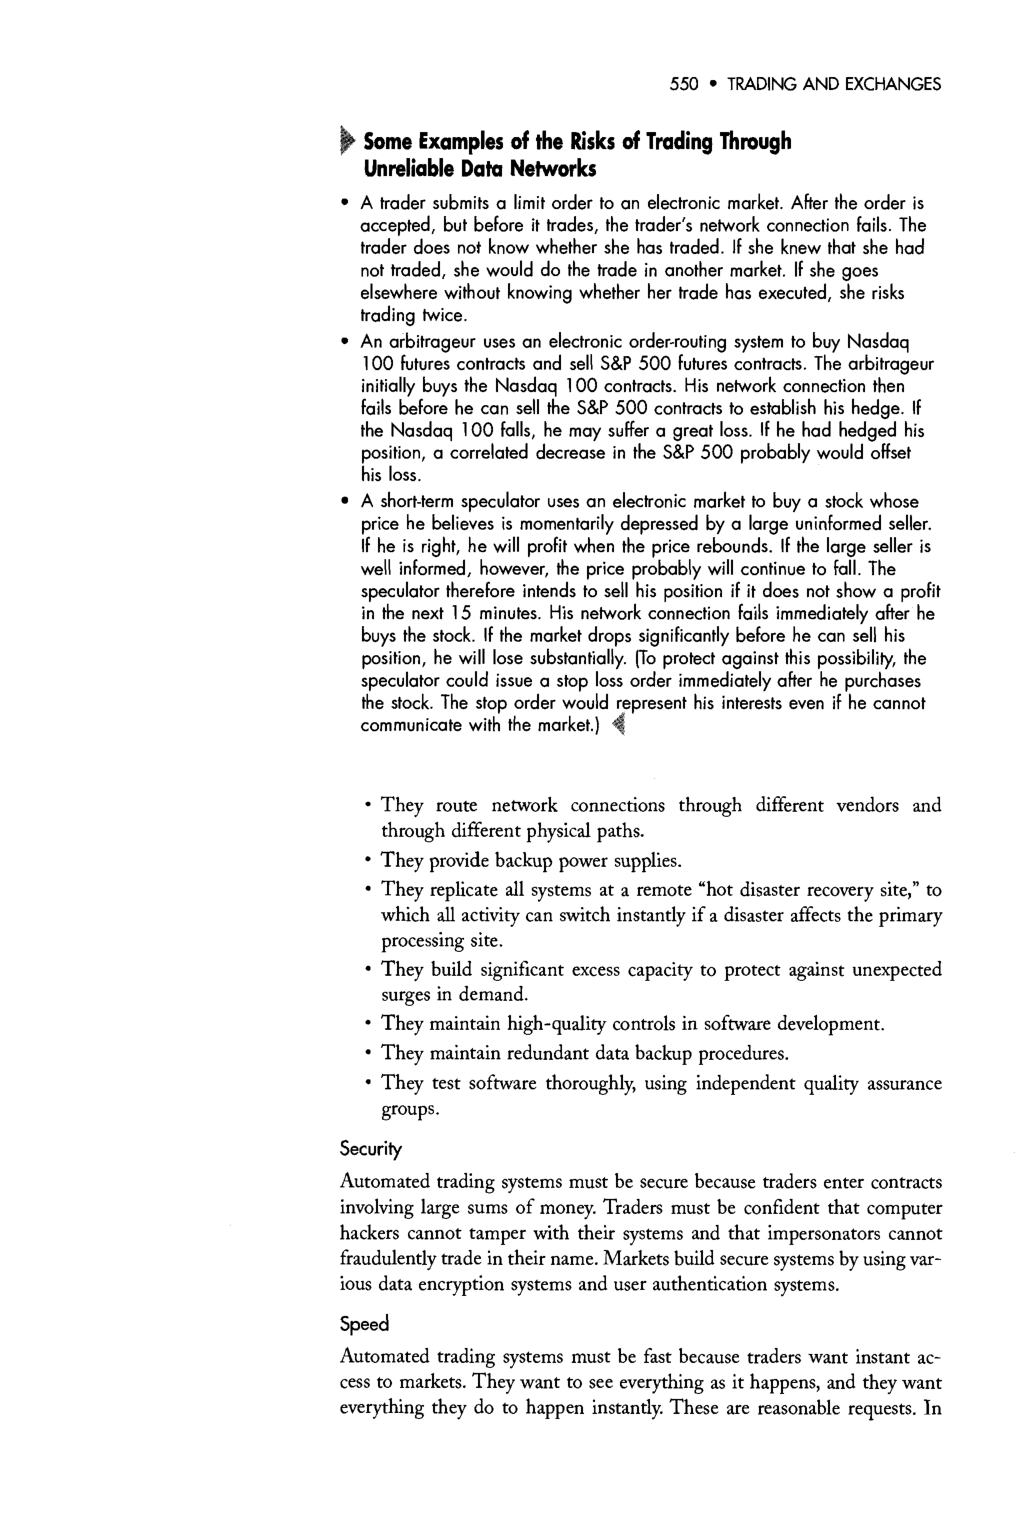 550 • TRADING AND EXCHANGES
Some Examples of the Risks of Trading Through
Unreliable Data Networks
• A trader submits a limit order to an electronic market. After the order is
accepted, but before it trades, the trader's network connection fails. The
trader does not know whether she has traded. If she knew that she had
not traded, she would do the trade in another market. If she goes
elsewhere without knowing whether her trade has executed, she risks
trading twice.
• An arbitrageur uses an electronic order-routing system to buy Nasdaq
100 futures contracts and sell S&P 500 futures contracts. The arbitrageur
initially buys the Nasdaq 100 contracts. His network connection then
fails before he can sell the S&P 500 contracts to establish his hedge. If
the Nasdaq 100 falls, he may suffer a great loss. If he had hedged his
position, a correlated decrease in the S&P 500 probably would offset
his loss.
• A short-term speculator uses an electronic market to buy a stock whose
price he believes is momentarily depressed by a large uninformed seller.
If he is right, he will profit when the price rebounds. If the large seller is
well informed, however, the price probably will continue to fall. The
speculator therefore intends to sell his position if it does not show a profit
in the next 15 minutes. His network connection fails immediately after he
buys the stock. If the market drops significantly before he can sell his
position, he will lose substantially. (To protect against this possibility, the
speculator could issue a stop loss order immediately after he purchases
the stock. The stop order would represent his interests even if he cannot
communicate with the market.)
• They route network connections through different vendors and
through different physical paths.
• They provide backup power supplies.
• They replicate all systems at a remote “hot disaster recovery site,” to
which all activity can switch instantly if a disaster affects the primary
processing site.
• They build significant excess capacity to protect against unexpected
surges in demand.
• They maintain high-quality controls in software development.
• They maintain redundant data backup procedures.
• They test software thoroughly, using independent quality assurance
groups.
Security
Automated trading systems must be secure because traders enter contracts
involving large sums of money. Traders must be confident that computer
hackers cannot tamper with their systems and that impersonators cannot
fraudulently trade in their name. Markets build secure systems by using var-
ious data encryption systems and user authentication systems.
Speed
Automated trading systems must be fast because traders want instant ac-
cess to markets. They want to see everything as it happens, and they want
everything they do to happen instantly. These are reasonable requests. In